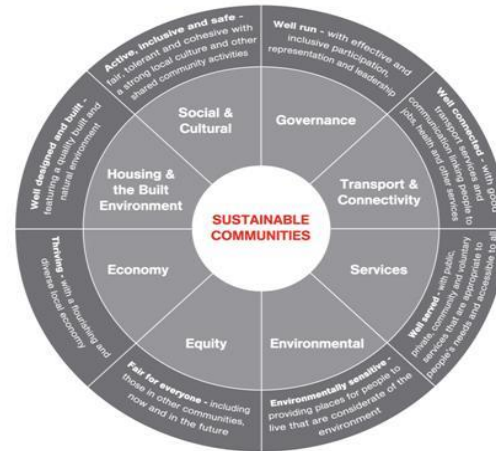 SUSTAINABLE
COMMUNITIES
Governance
Well run - with effective and
inclusive participation,
representation and leadership
Transport &
Connectivity
Well connected - with good
transport services and
communication linking people to
jobs, health and other services
Services
Well served - with public,
private, community and voluntary
services that are appropriate to
people's needs and accessible to all
Environmental
Environmentally sensitive -
providing places for people to
live that are considerate of the
environment
Equity
Fair for everyone - including
those in other communities,
now and in the future
Economy
Thriving - with a flourishing and
diverse local economy
Housing &
the Built
Environment
Well designed and built -
featuring a quality built and
natural environment
Social &
Cultural
Active, inclusive and safe -
fair, tolerant and cohesive with
a strong local culture and other
shared community activities